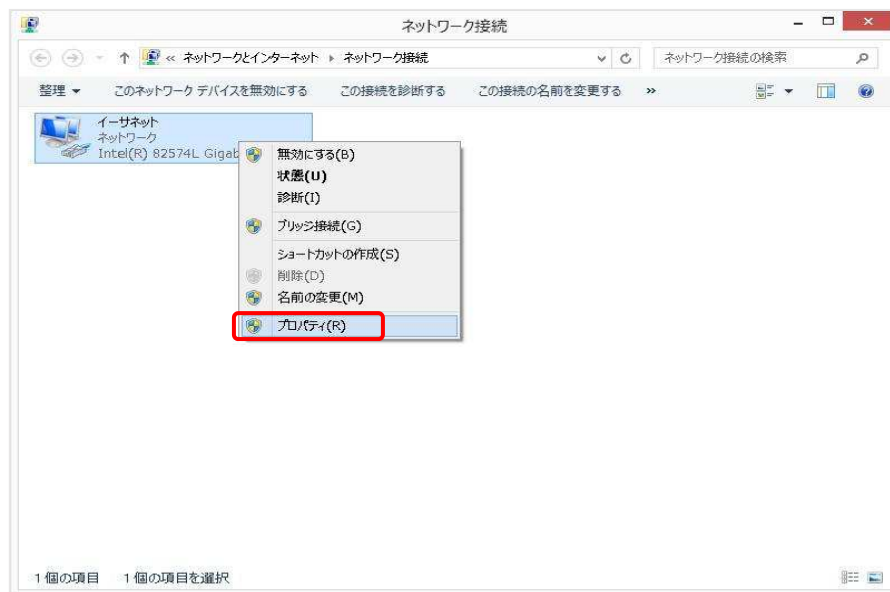 ネットワーク接続
« ネットワークとインターネット ▸ ネットワーク接続
ネットワーク接続の検索
整理 ▼ このネットワーク デバイスを無効にする この接続を診断する この接続の名前を変更する »
イーサネット
ネットワーク
Intel(R) 82574L Gigab
無効にする(B)
状態(U)
診断(I)
ブリッジ接続(G)
ショートカットの作成(S)
削除(D)
名前の変更(M)
プロパティ(R)
1 個の項目 1 個の項目を選択